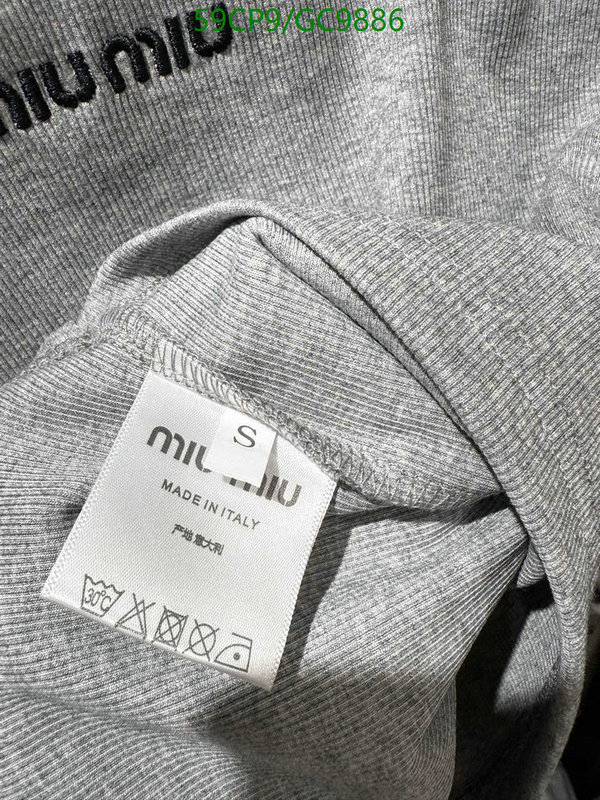 59CP9/GC9886
miu miu
S
miu miu
MADE IN ITALY
产地 意大利
30°C